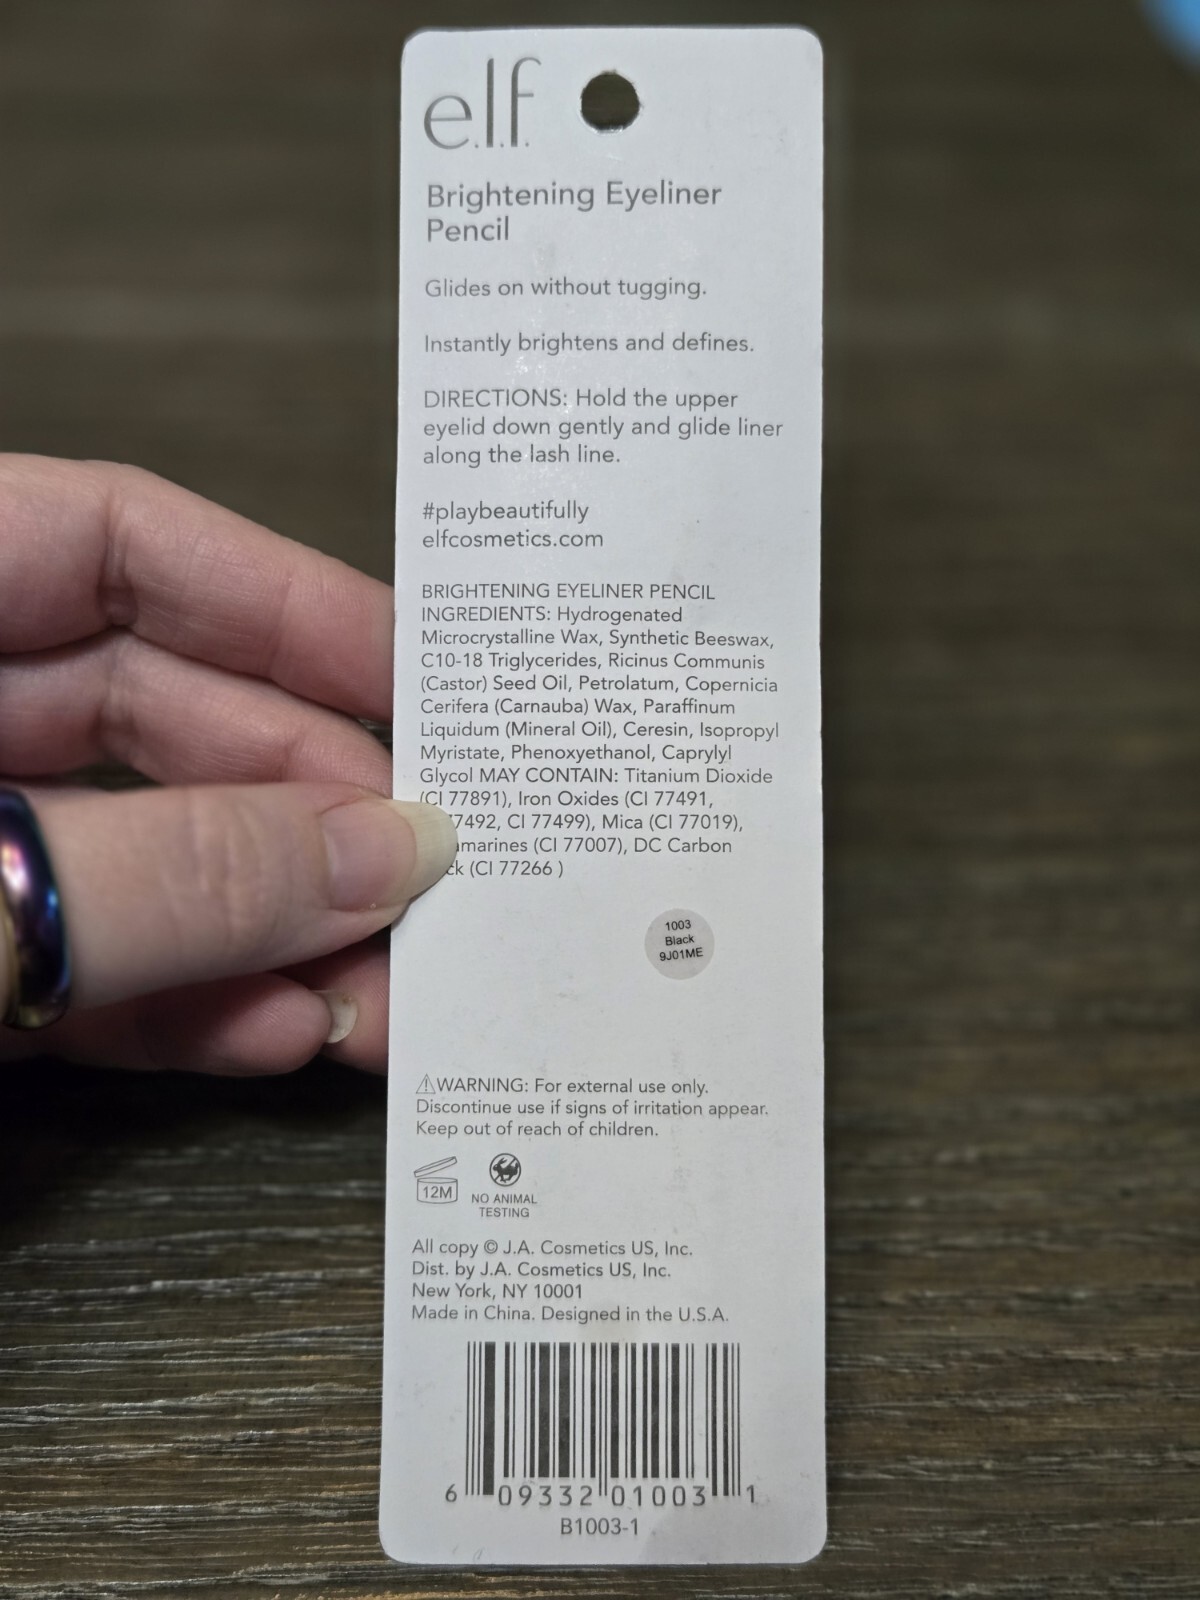 e.l.f.
Brightening Eyeliner
Pencil
Glides on without tugging.
Instantly brightens and defines.
DIRECTIONS: Hold the upper
eyelid down gently and glide liner
along the lash line.
#playbeautifully
elfcosmetics.com
BRIGHTENING EYELINER PENCIL
INGREDIENTS: Hydrogenated
Microcrystalline Wax, Synthetic Beeswax,
C10-18 Triglycerides, Ricinus Communis
(Castor) Seed Oil, Petrolatum, Copernicia
Cerifera (Carnauba) Wax, Paraffinum
Liquidum (Mineral Oil), Ceresin, Isopropyl
Myristate, Phenoxyethanol, Caprylyl
Glycol MAY CONTAIN: Titanium Dioxide
(CI 77891), Iron Oxides (CI 77491,
7492, CI 77499), Mica (CI 77019),
marines (CI 77007), DC Carbon
ck (CI 77266 )
1003
Black
9J01ME
⚠WARNING: For external use only.
Discontinue use if signs of irritation appear.
Keep out of reach of children.
12M
NO ANIMAL
TESTING
All copy © J.A. Cosmetics US, Inc.
Dist. by J.A. Cosmetics US, Inc.
New York, NY 10001
Made in China. Designed in the U.S.A.
6 09332 01003 1
B1003-1